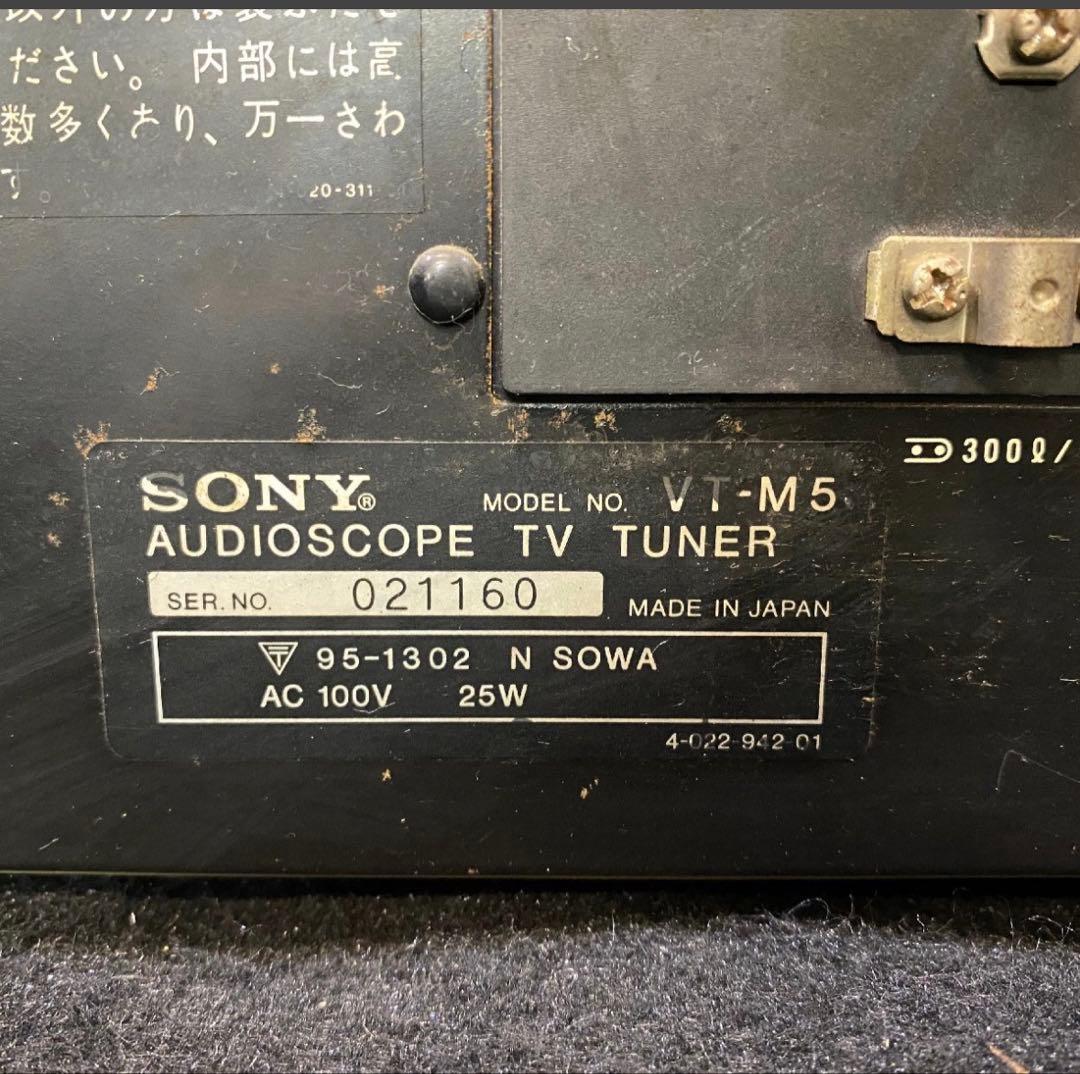 ださい。 内部には高
数多くあり、万一さわ
す。
20-311
300Ω/
SONY®
MODEL NO. VT-M5
AUDIOSCOPE TV TUNER
SER. NO. 021160
MADE IN JAPAN
95-1302 N SOWA
AC 100V 25W
4-022-942-01